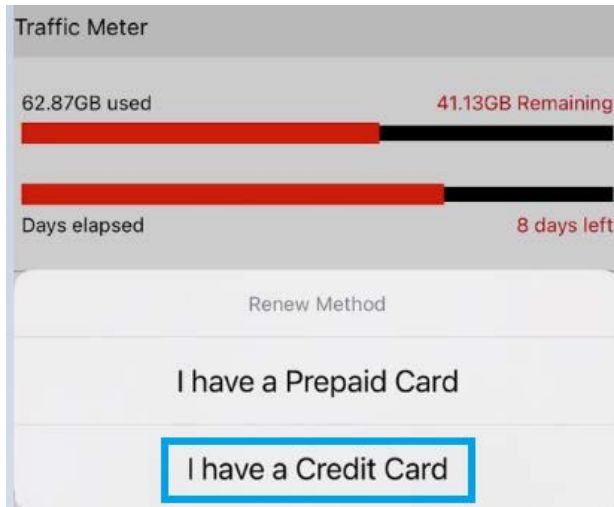 Traffic Meter
62.87GB used 41.13GB Remaining
Days elapsed 8 days left
Renew Method
I have a Prepaid Card
I have a Credit Card